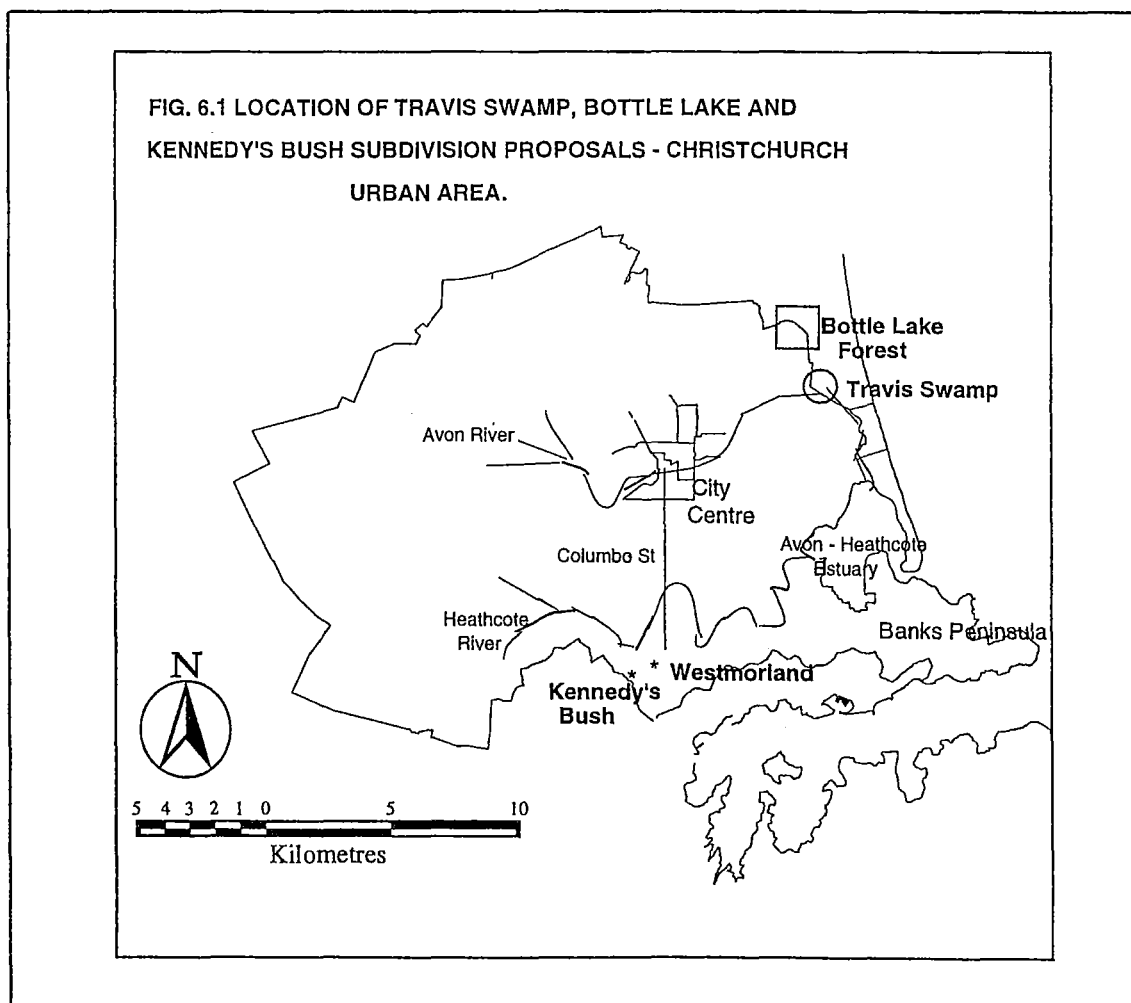 FIG. 6.1 LOCATION OF TRAVIS SWAMP, BOTTLE LAKE AND
KENNEDY'S BUSH SUBDIVISION PROPOSALS - CHRISTCHURCH
URBAN AREA.
Bottle Lake
Forest
Travis Swamp
Avon River
City
Centre
Columbo St
Avon - Heathcote
Estuary
Heathcote
River
Banks Peninsula
* * Westmorland
Kennedy's
Bush
N
5 4 3 2 1 0 5 10
Kilometres